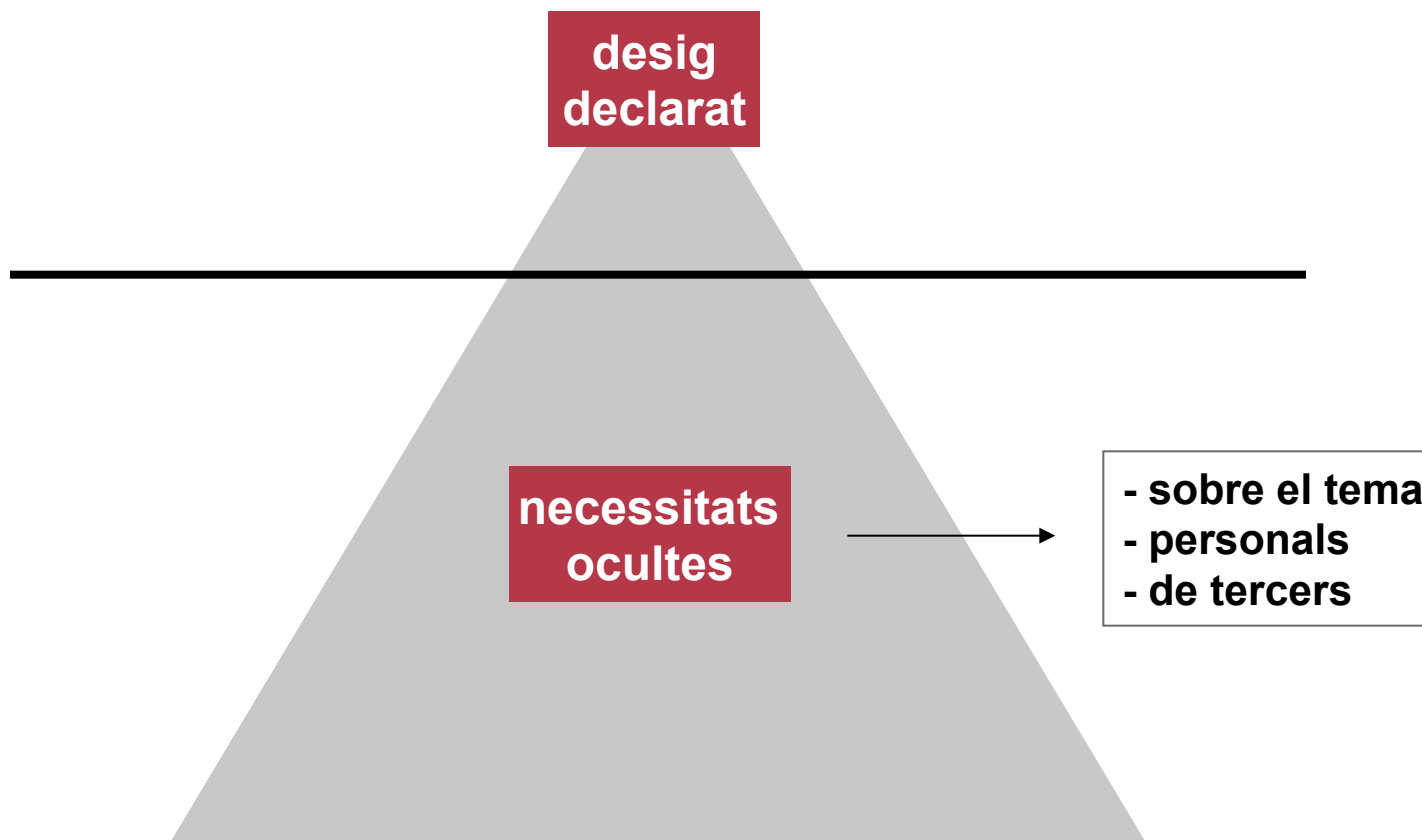 desig
declarat
necessitats
ocultes
- sobre el tema
- personals
- de tercers